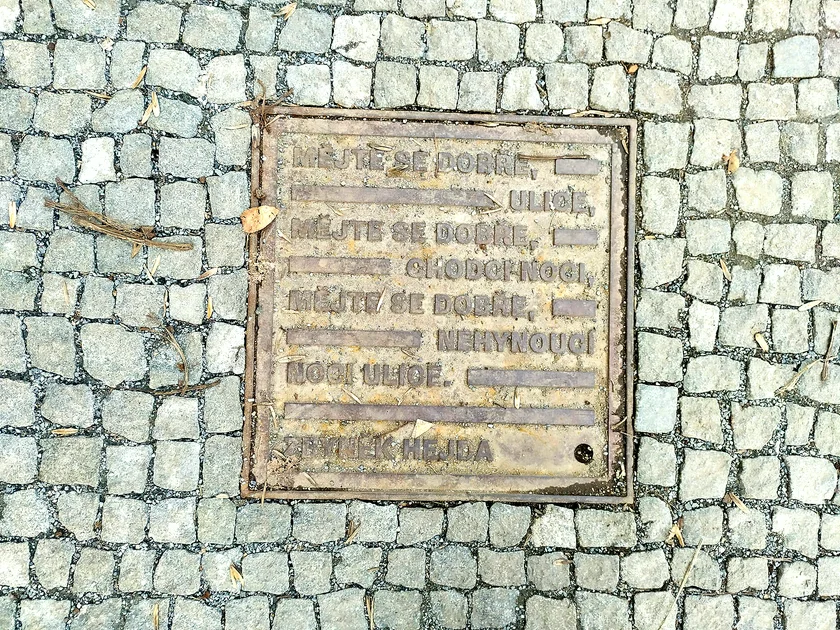 MĚJTE SE DOBŘE,
ULICE,
MĚJTE SE DOBŘE,
CHODCI NOCI,
MĚJTE SE DOBŘE,
NEHYNOUCÍ
NOCI ULICE.
ZBYNĚK HEJDA